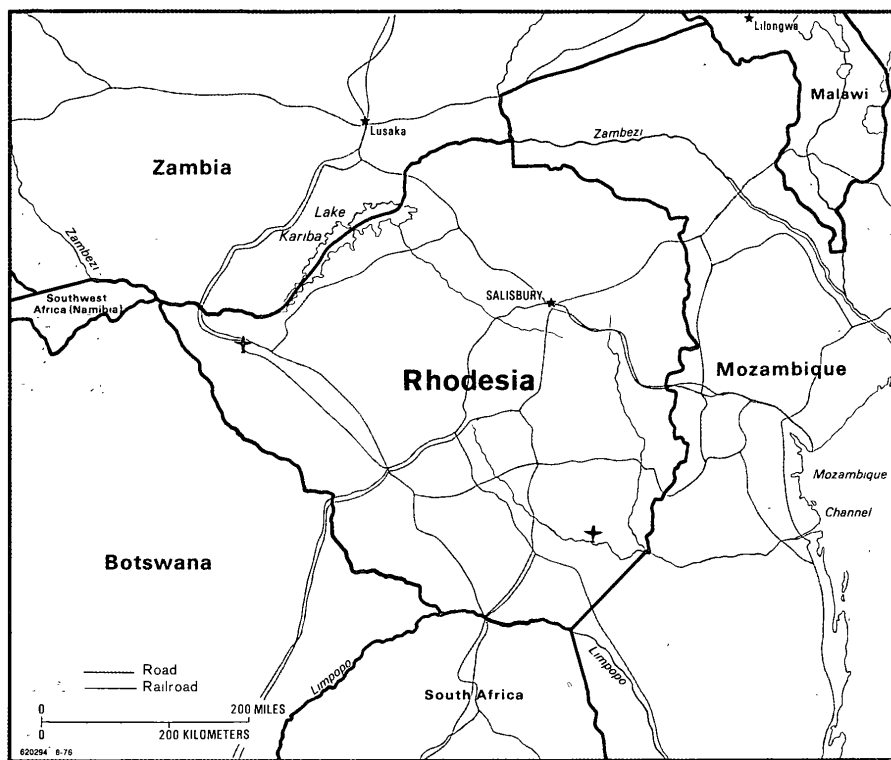 Lilongwe
Malawi
Lusaka
Zambezi
Zambia
Lake
Kariba
Zambezi
Southwest
Africa (Namibia)
SALISBURY
Rhodesia
Mozambique
Mozambique
Channel
Botswana
Road
Railroad
Limpopo
Limpopo
South Africa
0 200 MILES
0 200 KILOMETERS
620294 8-76